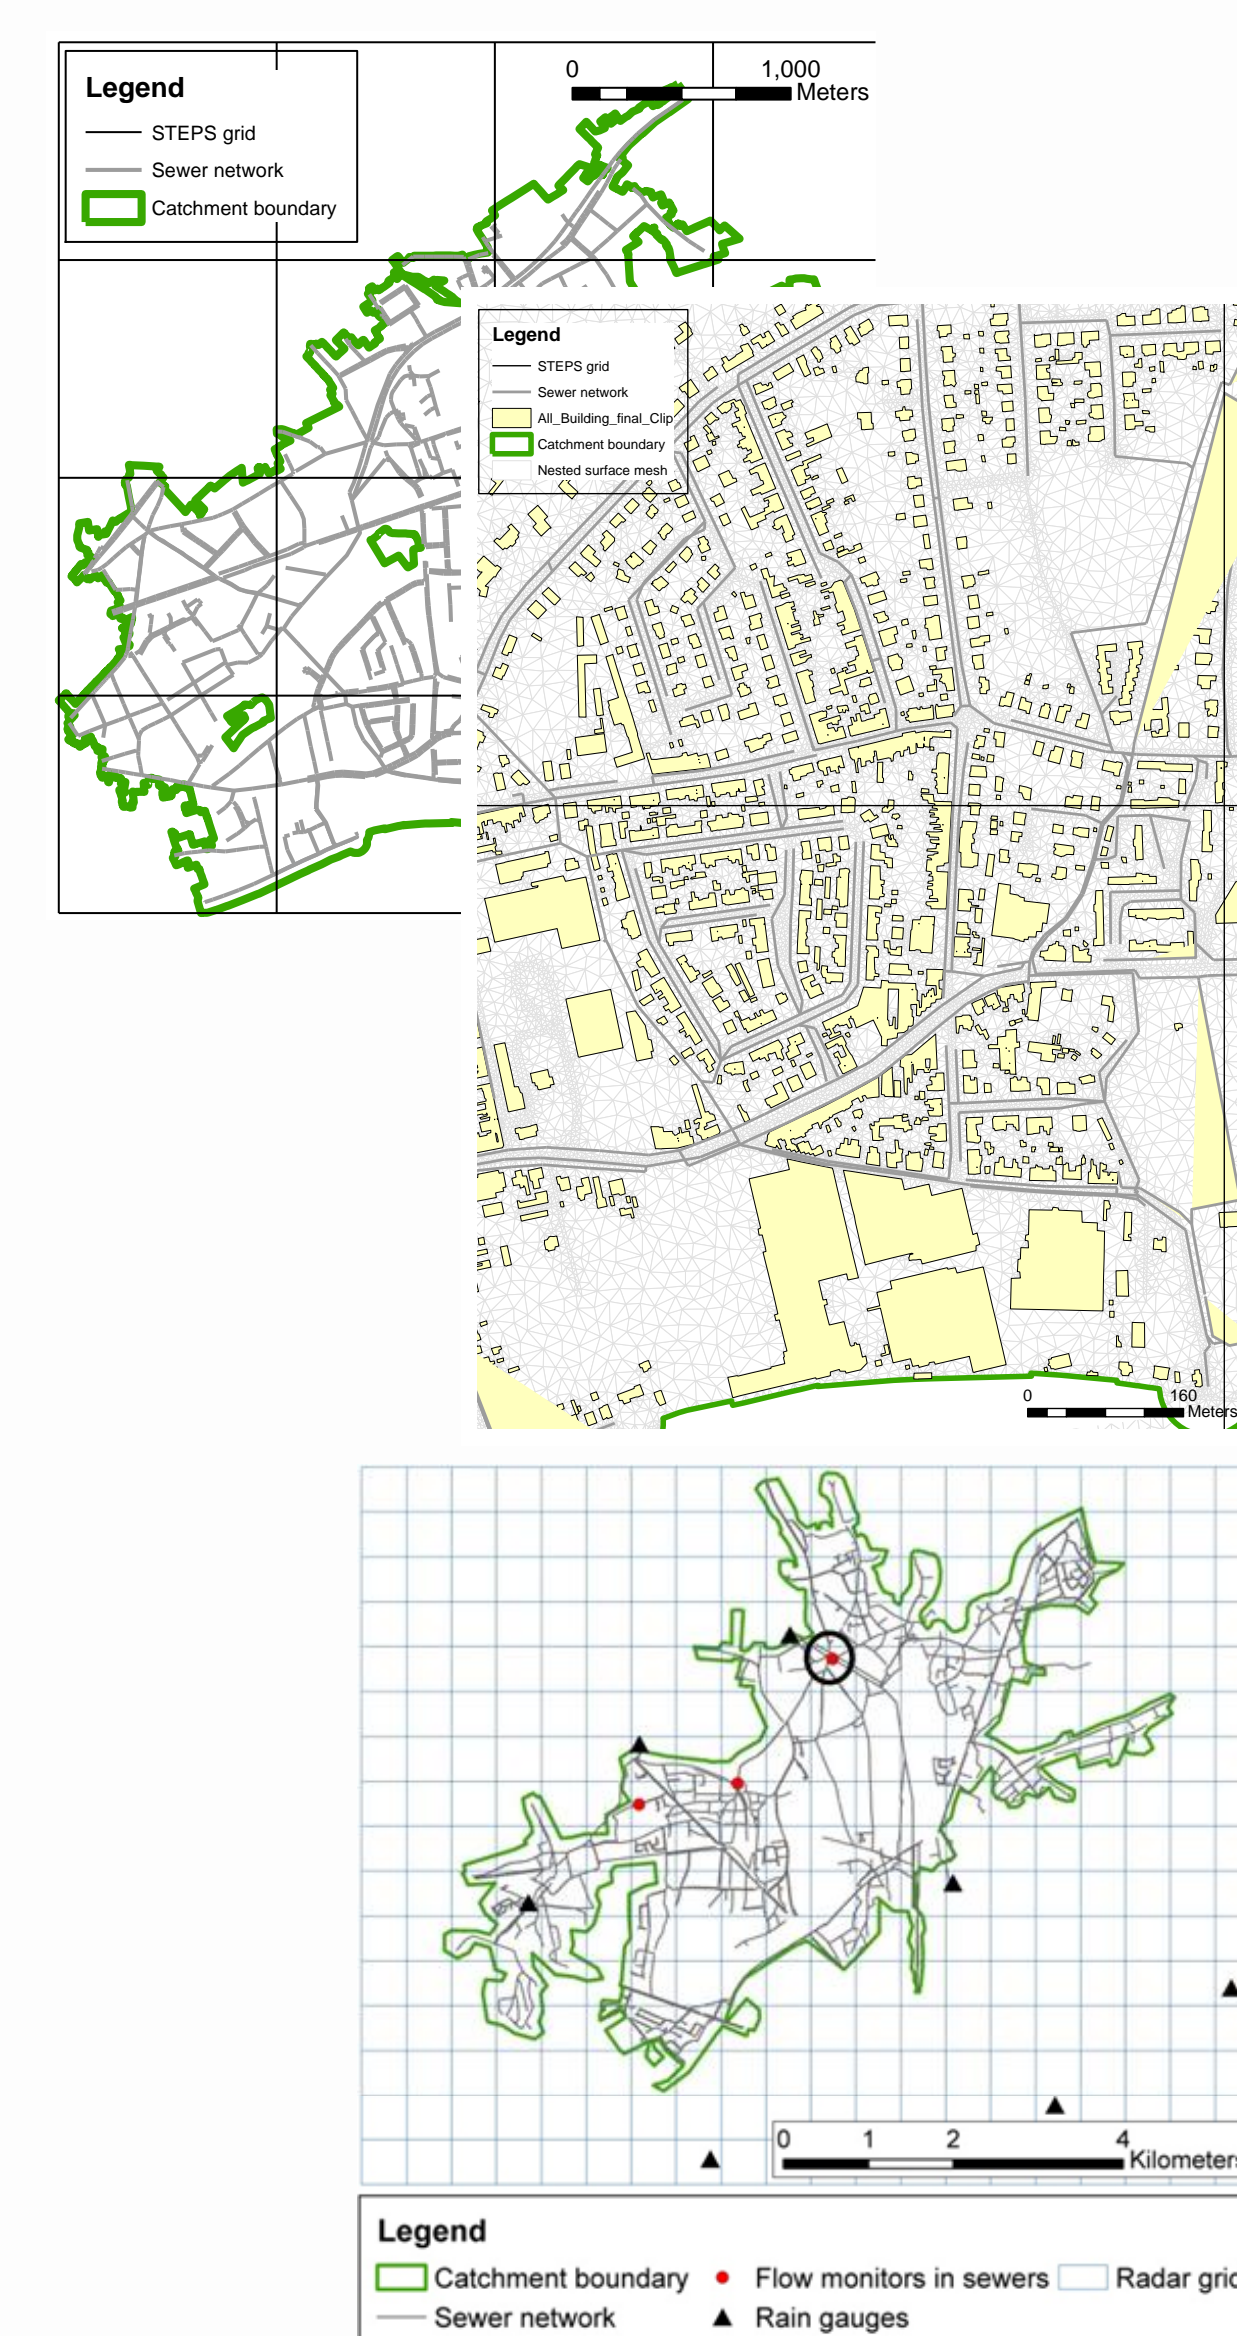 Legend
STEPS grid
Sewer network
Catchment boundary
0 1,000
Meters
Legend
STEPS grid
Sewer network
All_Building_final_Clip
Catchment boundary
Nested surface mesh
0 160
Meters
0 1 2 4
Kilometers
Legend
Catchment boundary Flow monitors in sewers Radar grid
Sewer network Rain gauges